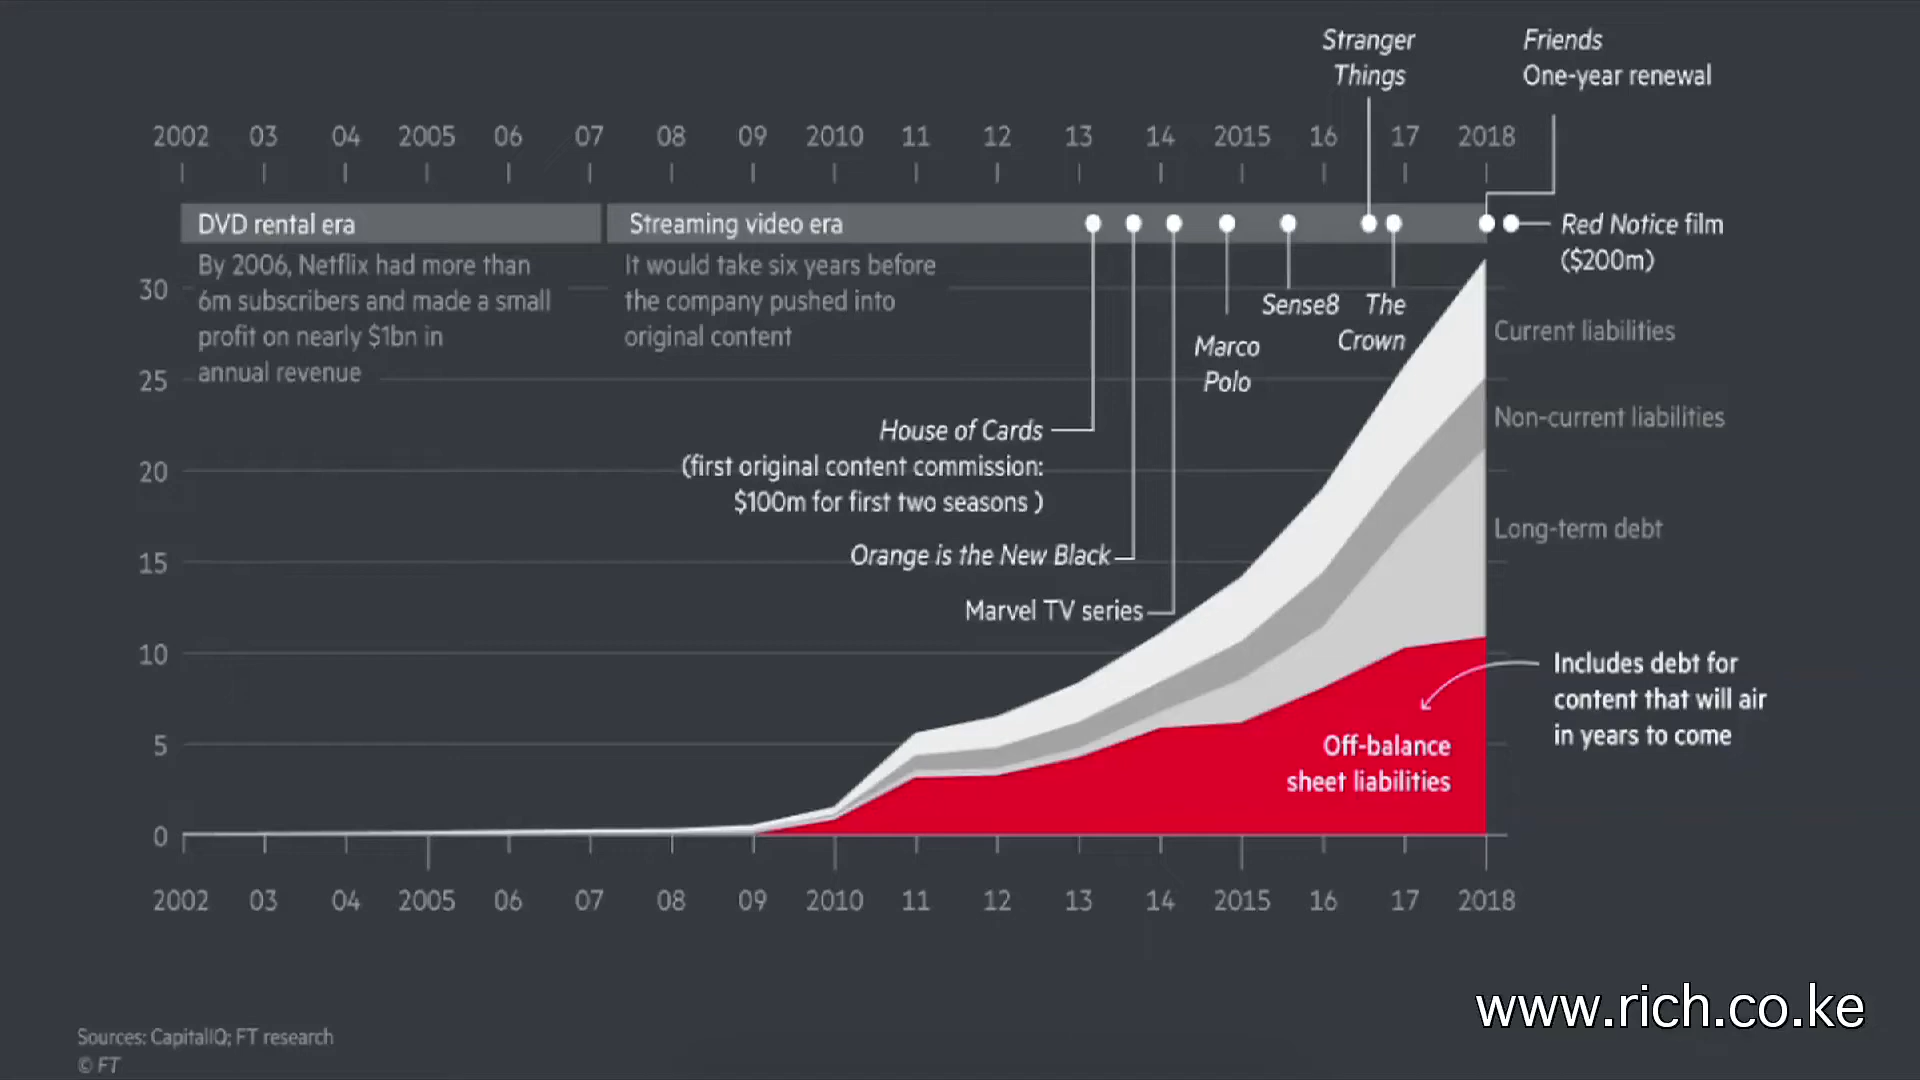 Stranger
Things
Friends
One-year renewal
2002 03 04 2005 06 07 08 09 2010 11 12 13 14 2015 16 17 2018
DVD rental era
Streaming video era
Red Notice film
($200m)
By 2006, Netflix had more than
6m subscribers and made a small
profit on nearly $1bn in
annual revenue
It would take six years before
the company pushed into
original content
Sense8
The
Crown
Marco
Polo
House of Cards
(first original content commission:
$100m for first two seasons )
Orange is the New Black
Marvel TV series
30
25
20
15
10
5
0
Current liabilities
Non-current liabilities
Long-term debt
Includes debt for
content that will air
in years to come
Off-balance
sheet liabilities
2002 03 04 2005 06 07 08 09 2010 11 12 13 14 2015 16 17 2018
www.rich.co.ke
Sources: CapitalIQ; FT research
© FT